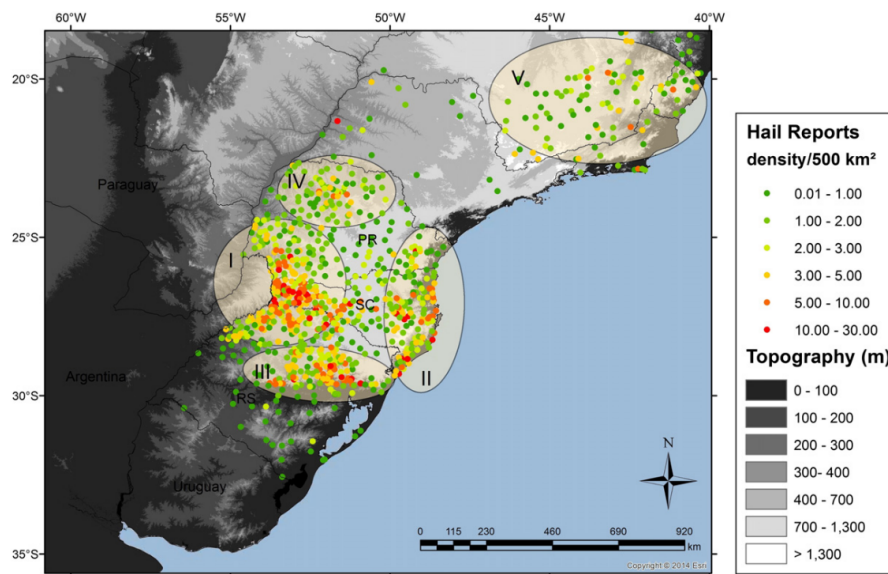 60°W 55°W 50°W 45°W 40°W
20°S
25°S
30°S
35°S
V
IV
Paraguay
PR
I
SC
Argentina
III
II
RS
Uruguay
N
0 115 230 460 690 920
km
Copyright © 2014 Esri
Hail Reports
density/500 km²
0.01 - 1.00
1.00 - 2.00
2.00 - 3.00
3.00 - 5.00
5.00 - 10.00
10.00 - 30.00
Topography (m)
0 - 100
100 - 200
200 - 300
300- 400
400 - 700
700 - 1,300
> 1,300